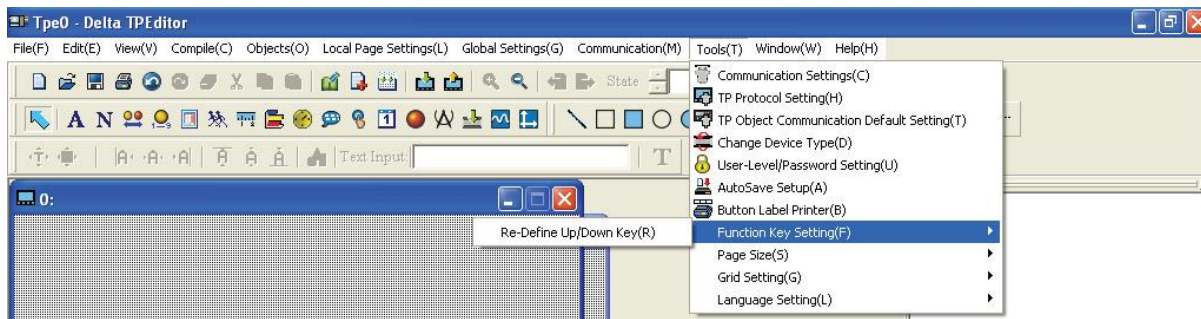 Tpe0 - Delta TPEditor
File(F) Edit(E) View(V) Compile(C) Objects(O) Local Page Settings(L) Global Settings(G) Communication(M) Tools(T) Window(W) Help(H)
State
A N
Text Input:
T
0:
Communication Settings(C)
TP Protocol Setting(H)
TP Object Communication Default Setting(T)
Change Device Type(D)
User-Level/Password Setting(U)
AutoSave Setup(A)
Button Label Printer(B)
Function Key Setting(F)
Re-Define Up/Down Key(R)
Page Size(S)
Grid Setting(G)
Language Setting(L)